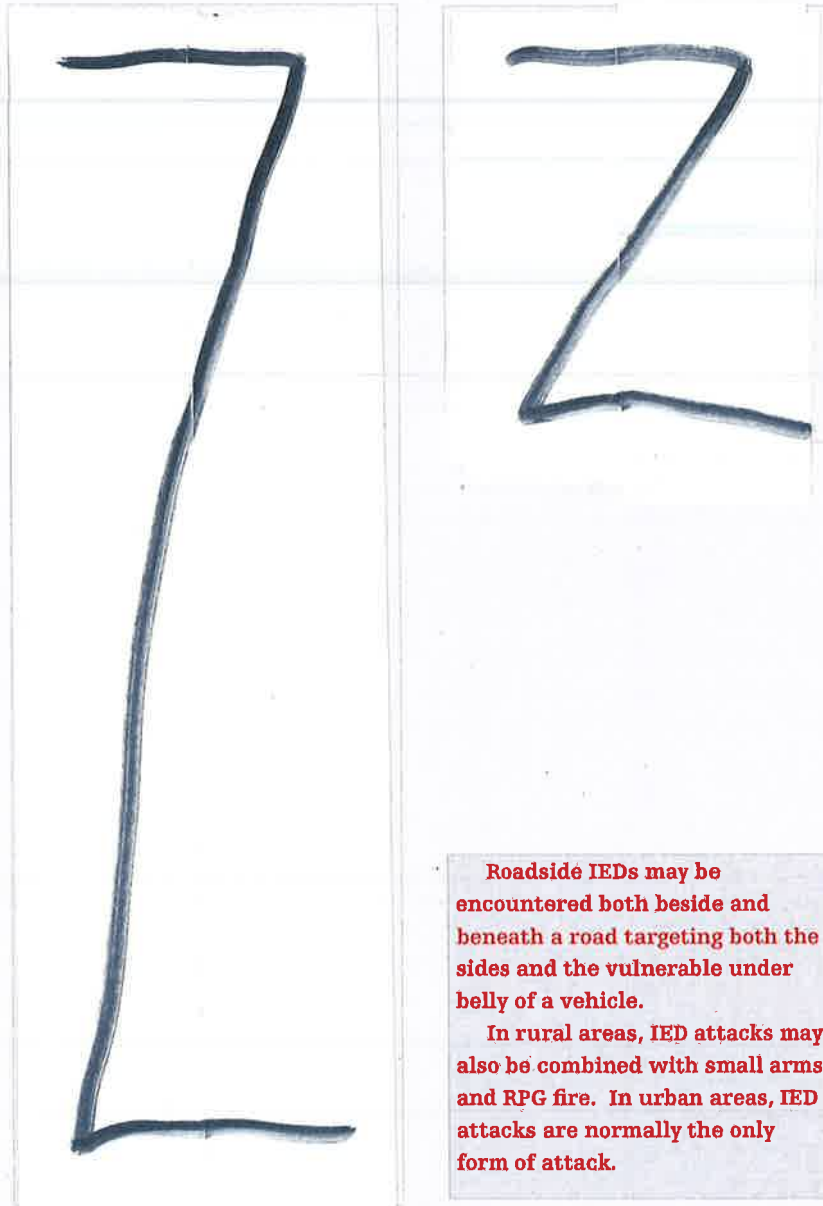 Roadside IEDs may be
encountered both beside and
beneath a road targeting both the
sides and the vulnerable under
belly of a vehicle.
In rural areas, IED attacks may
also be combined with small arms
and RPG fire. In urban areas, IED
attacks are normally the only
form of attack.